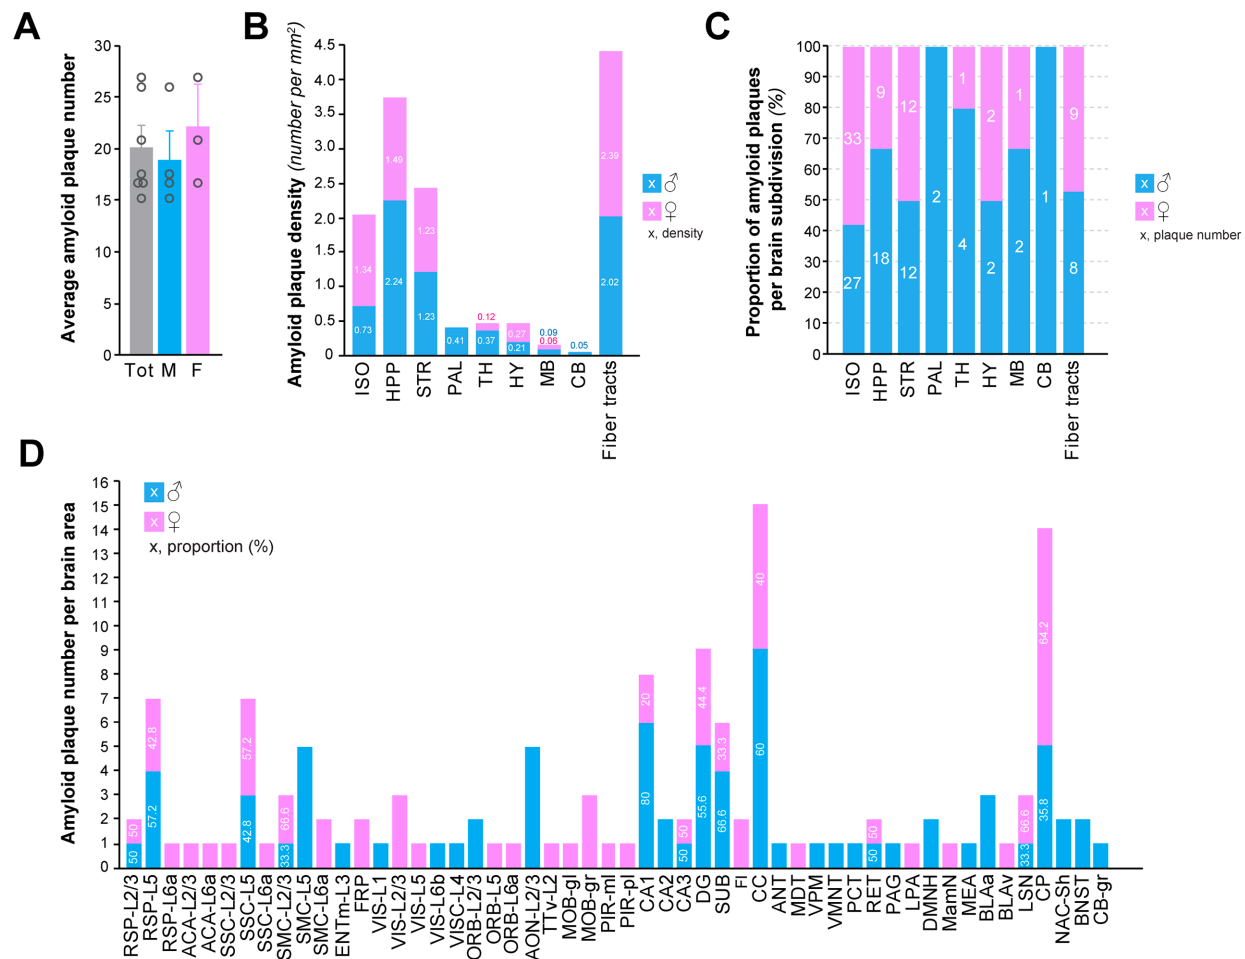 A
Average amyloid plaque number
30
25
20
15
10
5
0
Tot M F
B
Amyloid plaque density (number per mm²)
4.5
4.0
3.5
3.0
2.5
2.0
1.5
1.0
0.5
0
1.34
0.73
1.49
2.24
1.23
1.23
0.41
0.12
0.37
0.27
0.21
0.09
0.06
0.05
2.39
2.02
ISO
HPP
STR
PAL
TH
HY
MB
CB
Fiber tracts
x ♂
x ♀
x, density
C
Proportion of amyloid plaques
per brain subdivision (%)
100
90
80
70
60
50
40
30
20
10
0
33
27
9
18
12
12
2
1
4
2
2
1
2
1
9
8
ISO
HPP
STR
PAL
TH
HY
MB
CB
Fiber tracts
x ♂
x ♀
x, plaque number
D
Amyloid plaque number per brain area
16
15
14
13
12
11
10
9
8
7
6
5
4
3
2
1
0
x ♂
x ♀
x, proportion (%)
50
50
42.8
57.2
57.2
42.8
66.6
33.3
20
80
50
50
44.4
55.6
33.3
66.6
40
60
50
50
66.6
33.3
64.2
35.8
RSP-L2/3
RSP-L5
RSP-L6a
ACA-L2/3
ACA-L6a
SSC-L2/3
SSC-L5
SSC-L6a
SMC-L2/3
SMC-L5
SMC-L6a
ENTm-L3
FRP
VIS-L1
VIS-L2/3
VIS-L5
VIS-L6b
VISC-L4
ORB-L2/3
ORB-L5
ORB-L6a
AON-L2/3
TTv-L2
MOB-gl
MOB-gr
PIR-ml
PIR-pl
CA1
CA2
CA3
DG
SUB
FI
CC
ANT
MDT
VPM
VMNT
PCT
RET
PAG
LPA
DMNH
MamN
MEA
BLAa
BLAv
LSN
CP
NAC-Sh
BNST
CB-gr